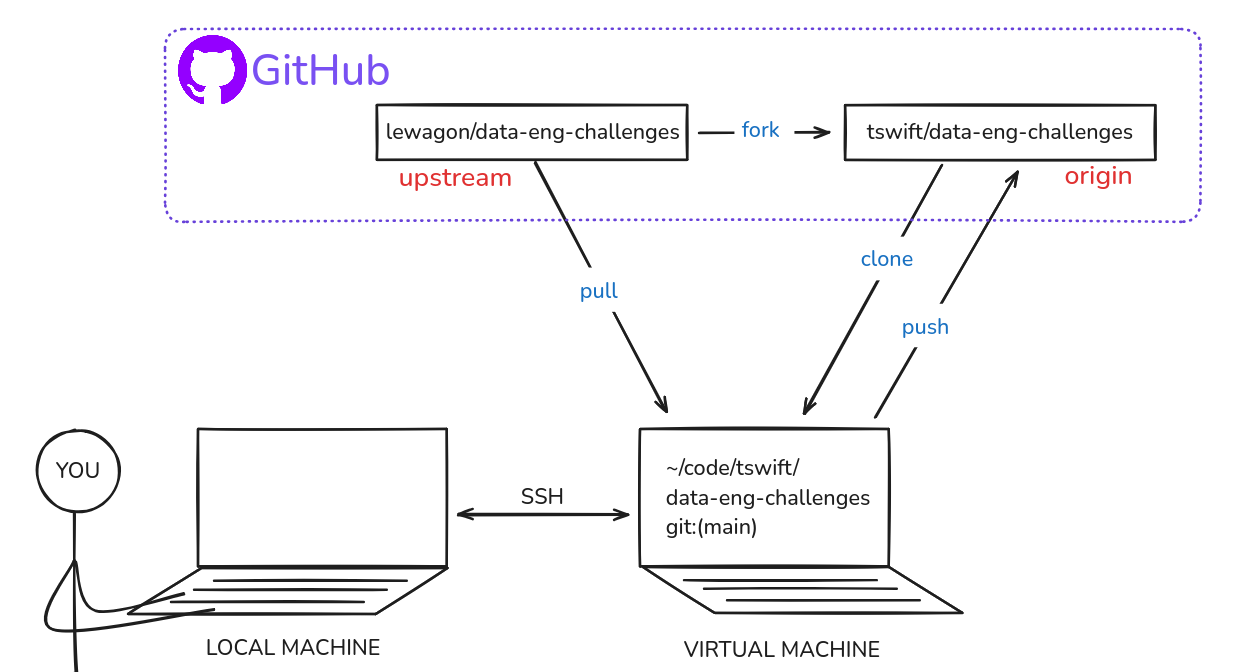 GitHub
lewagon/data-eng-challenges
fork
tswift/data-eng-challenges
upstream
origin
clone
pull
push
YOU
SSH
~/code/tswift/
data-eng-challenges
git:(main)
LOCAL MACHINE
VIRTUAL MACHINE